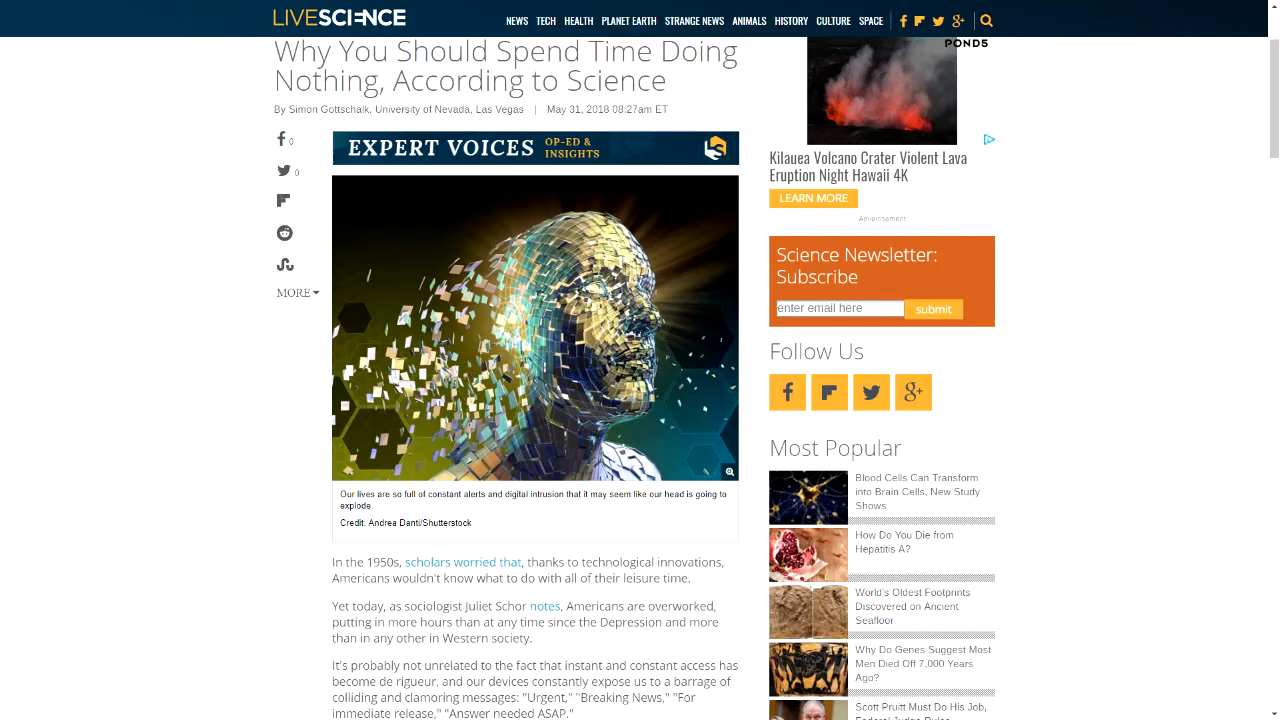 LIVESCIENCE
NEWS TECH HEALTH PLANET EARTH STRANGE NEWS ANIMALS HISTORY CULTURE SPACE
Why You Should Spend Time Doing
Nothing, According to Science
By Simon Gottschalk, University of Nevada, Las Vegas | May 31, 2018 08:27am ET
0
0
MORE
EXPERT VOICES
OP-ED &
INSIGHTS
Our lives are so full of constant alerts and digital intrusion that it may seem like our head is going to
explode.
Credit: Andrea Danti/Shutterstock
In the 1950s, scholars worried that, thanks to technological innovations,
Americans wouldn't know what to do with all of their leisure time.
Yet today, as sociologist Juliet Schor notes, Americans are overworked,
putting in more hours than at any time since the Depression and more
than in any other in Western society.
It's probably not unrelated to the fact that instant and constant access has
become de rigueur, and our devices constantly expose us to a barrage of
colliding and clamoring messages: "Urgent," "Breaking News," "For
immediate release," "Answer needed ASAP."
POND5
Kilauea Volcano Crater Violent Lava
Eruption Night Hawaii 4K
LEARN MORE
Advertisement
Science Newsletter:
Subscribe
enter email here
submit
Follow Us
Most Popular
Blood Cells Can Transform
into Brain Cells, New Study
Shows
How Do You Die from
Hepatitis A?
World's Oldest Footprints
Discovered on Ancient
Seafloor
Why Do Genes Suggest Most
Men Died Off 7,000 Years
Ago?
Scott Pruitt Must Do His Job,
Federal Judge Rules